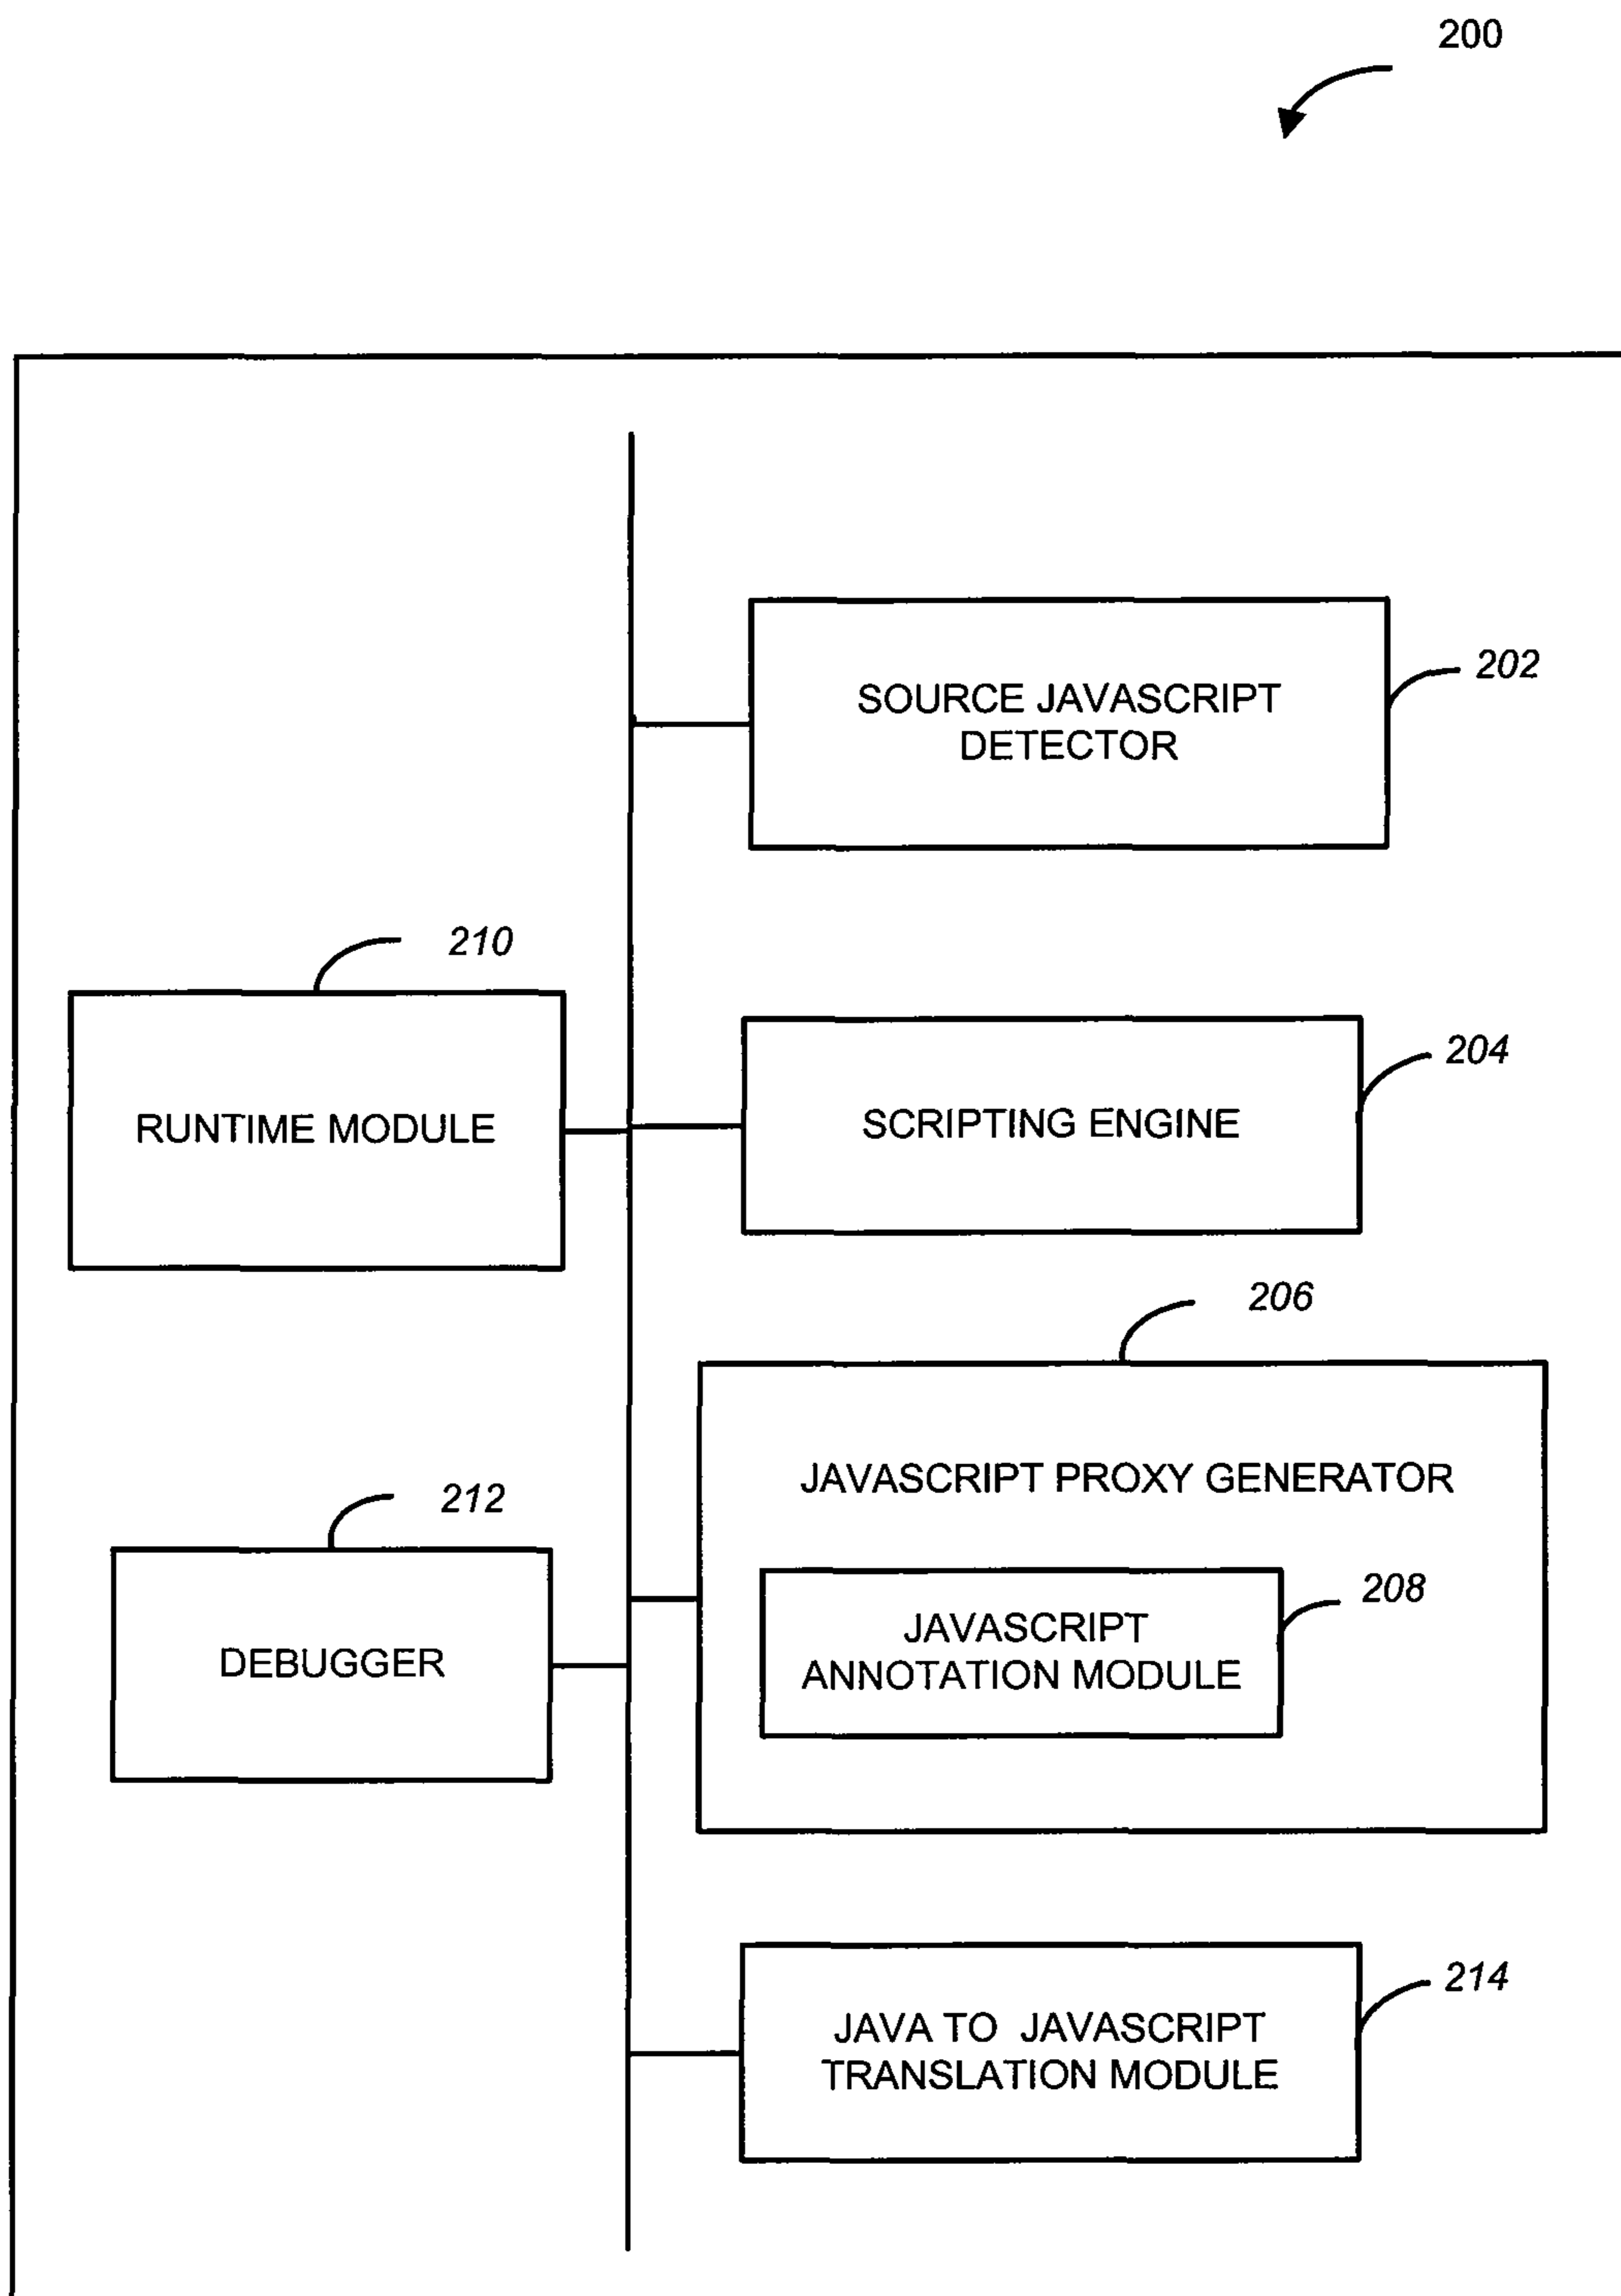 200
202
SOURCE JAVASCRIPT
DETECTOR
210
204
RUNTIME MODULE
SCRIPTING ENGINE
206
JAVASCRIPT PROXY GENERATOR
212
208
JAVASCRIPT
ANNOTATION MODULE
DEBUGGER
214
JAVA TO JAVASCRIPT
TRANSLATION MODULE